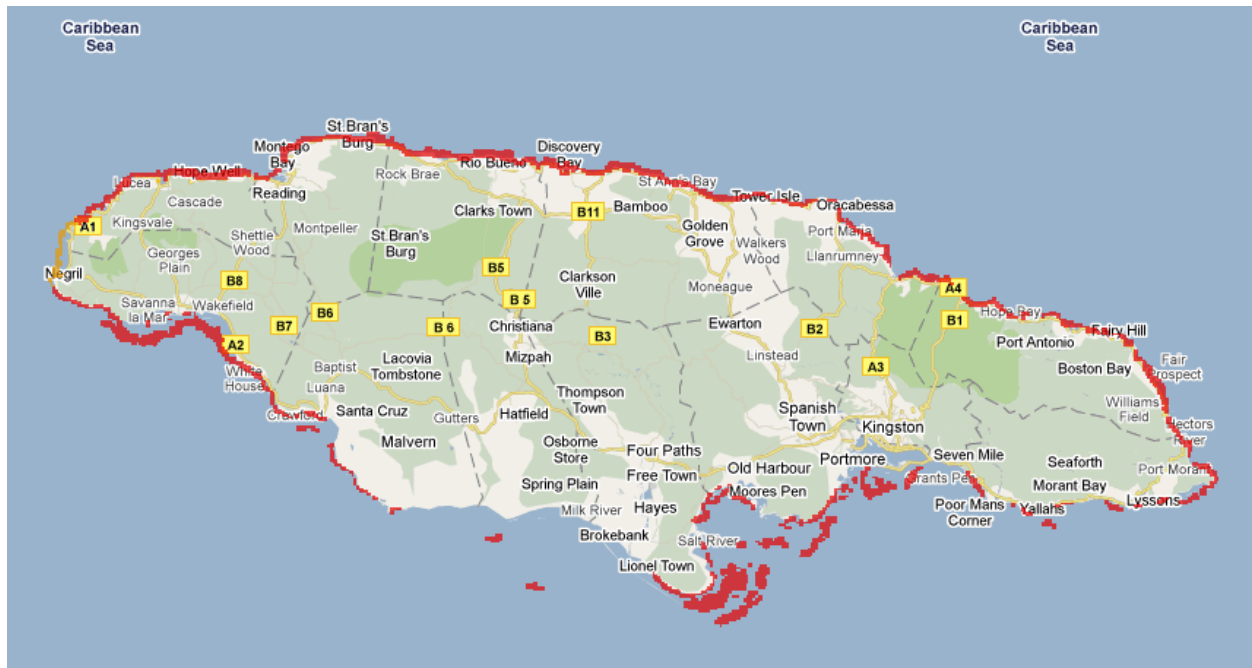 Caribbean
Sea
Caribbean
Sea
St.Bran's
Burg
Montego
Bay
Discovery
Bay
Rio Bueno
Hope Well
Rock Brae
Lucea
Reading
St Ann's Bay
Tower Isle
Cascade
Clarks Town
B11
Bamboo
Oracabessa
A1
Kingsvale
Montpeller
Golden
Grove
Port Maria
Shettle
Wood
St.Bran's
Burg
Walkers
Wood
Georges
Plain
Llanrumney
Negril
B8
B5
Clarkson
Ville
Moneague
A4
Savanna
la Mar
Wakefield
B6
B 5
Hope Bay
B7
B 6
Christiana
B3
Ewarton
B2
B1
Fairy Hill
A2
Mizpah
Port Antonio
Lacovia
Tombstone
Linstead
A3
Boston Bay
Fair
Prospect
White
House
Baptist
Luana
Thompson
Town
Crawford
Santa Cruz
Gutters
Hatfield
Spanish
Town
Williams
Field
Malvern
Kingston
Hectors
River
Osborne
Store
Four Paths
Portmore
Seven Mile
Free Town
Old Harbour
Seaforth
Port Morant
Spring Plain
Moores Pen
Grants Pen
Morant Bay
Milk River
Hayes
Poor Mans
Corner
Yallahs
Lyssons
Brokebank
Salt River
Lionel Town